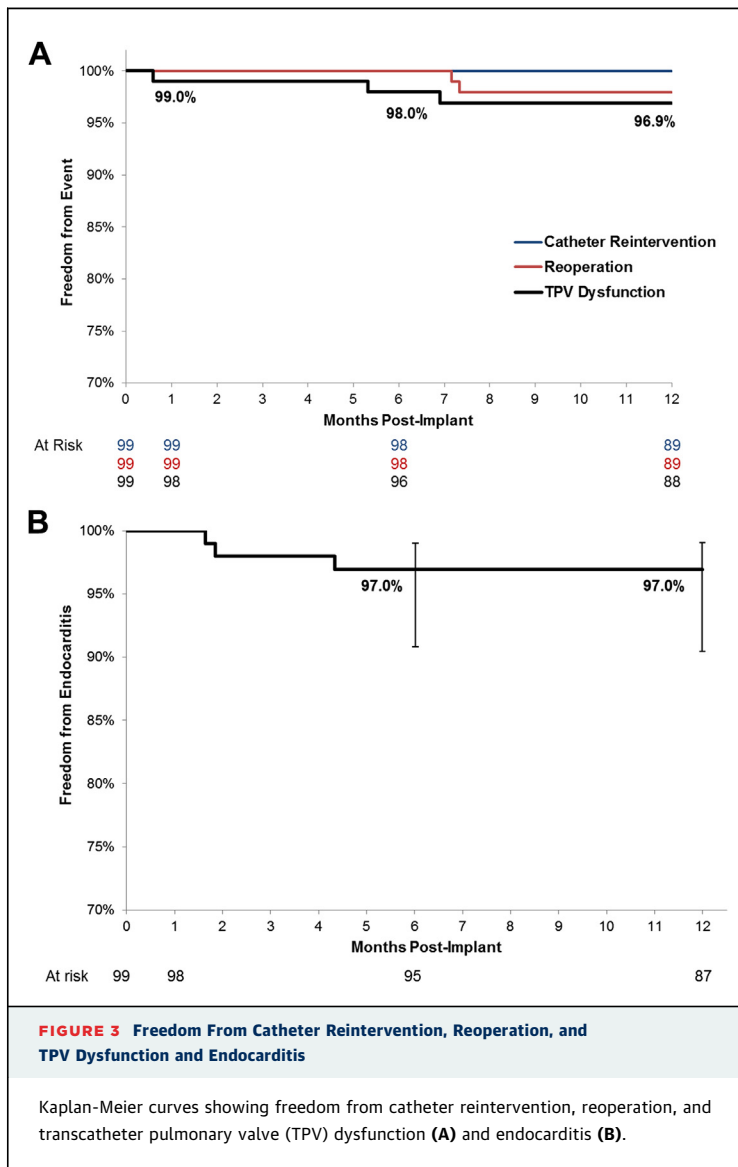 A
100%
95%
90%
85%
80%
75%
70%
Freedom from Event
99.0%
98.0%
96.9%
Catheter Reintervention
Reoperation
TPV Dysfunction
0 1 2 3 4 5 6 7 8 9 10 11 12
Months Post-Implant
At Risk 99 99 98 89
99 99 98 89
99 98 96 88
B
100%
95%
90%
85%
80%
75%
70%
Freedom from Endocarditis
97.0%
97.0%
0 1 2 3 4 5 6 7 8 9 10 11 12
Months Post-Implant
At risk 99 98 95 87
FIGURE 3 Freedom From Catheter Reintervention, Reoperation, and
TPV Dysfunction and Endocarditis
Kaplan-Meier curves showing freedom from catheter reintervention, reoperation, and
transcatheter pulmonary valve (TPV) dysfunction (A) and endocarditis (B).